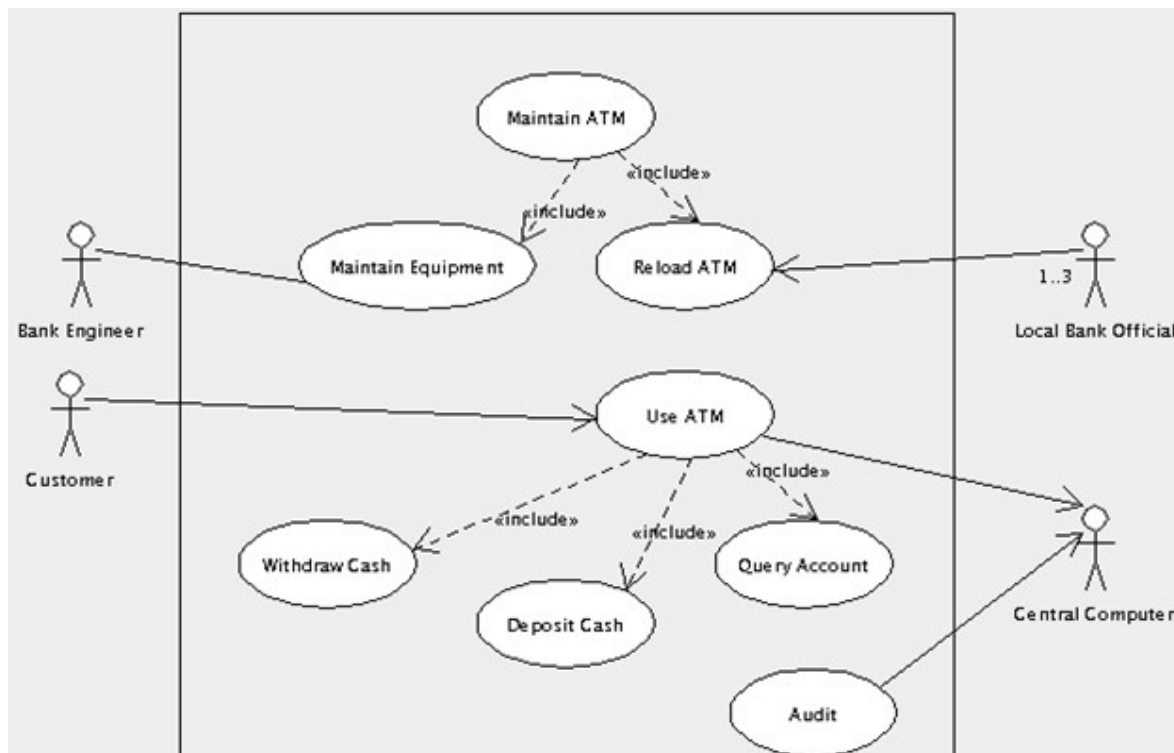 Maintain ATM
«include»
«include»
Maintain Equipment
Reload ATM
1..3
Bank Engineer
Local Bank Official
Use ATM
Customer
«include»
«include»
«include»
Withdraw Cash
Query Account
Deposit Cash
Central Computer
Audit